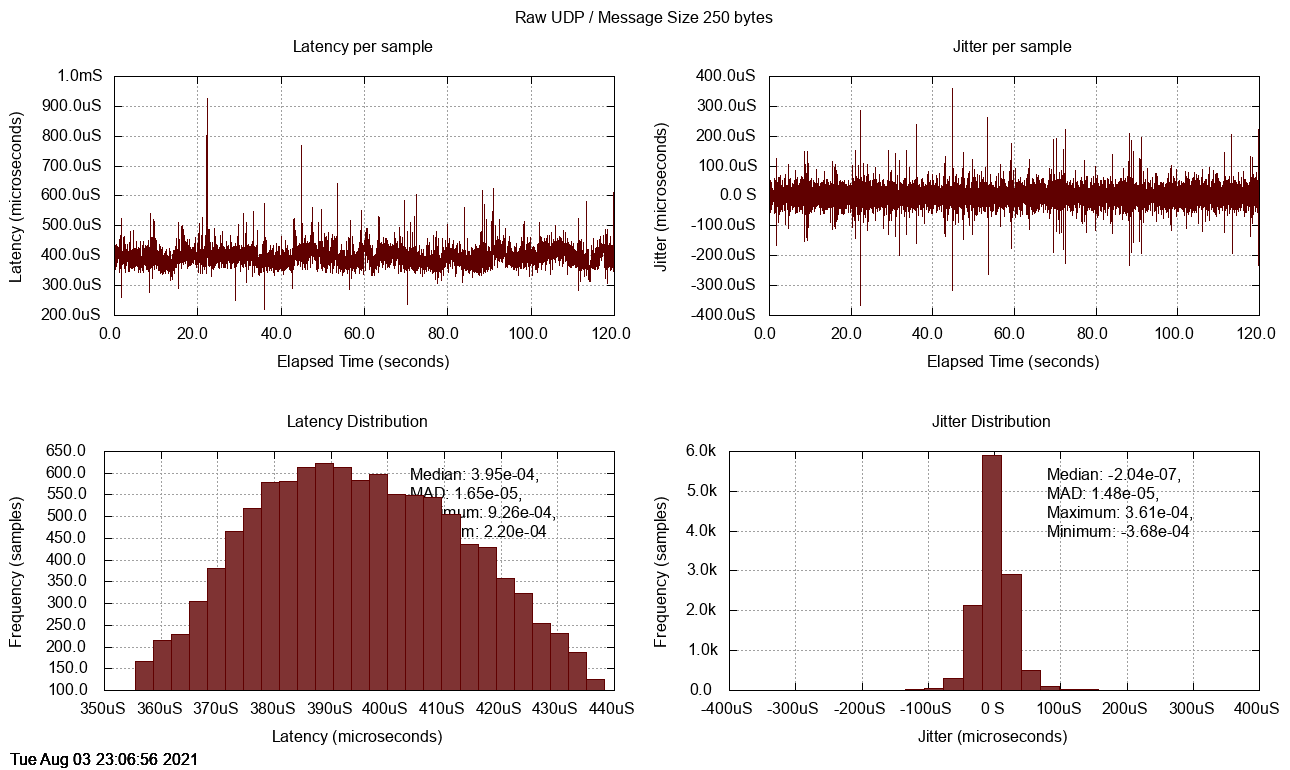 Raw UDP / Message Size 250 bytes
Latency per sample
1.0mS
900.0uS
800.0uS
700.0uS
600.0uS
500.0uS
400.0uS
300.0uS
200.0uS
Latency (microseconds)
0.0 20.0 40.0 60.0 80.0 100.0 120.0
Elapsed Time (seconds)
Jitter per sample
400.0uS
300.0uS
200.0uS
100.0uS
0.0 S
-100.0uS
-200.0uS
-300.0uS
-400.0uS
Jitter (microseconds)
0.0 20.0 40.0 60.0 80.0 100.0 120.0
Elapsed Time (seconds)
Latency Distribution
650.0
600.0
550.0
500.0
450.0
400.0
350.0
300.0
250.0
200.0
150.0
100.0
Frequency (samples)
Median: 3.95e-04,
MAD: 1.65e-05,
mum: 9.26e-04,
m: 2.20e-04
350uS 360uS 370uS 380uS 390uS 400uS 410uS 420uS 430uS 440uS
Latency (microseconds)
Jitter Distribution
6.0k
5.0k
4.0k
3.0k
2.0k
1.0k
0.0
Frequency (samples)
Median: -2.04e-07,
MAD: 1.48e-05,
Maximum: 3.61e-04,
Minimum: -3.68e-04
-400uS -300uS -200uS -100uS 0 S 100uS 200uS 300uS 400uS
Jitter (microseconds)
Tue Aug 03 23:06:56 2021